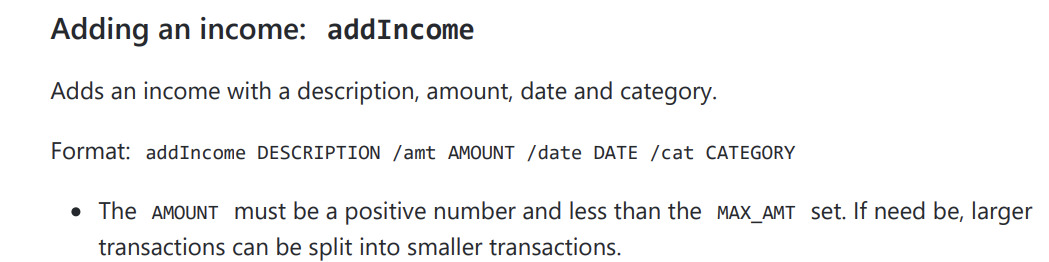 Adding an income: addIncome
Adds an income with a description, amount, date and category.
Format: addIncome DESCRIPTION /amt AMOUNT /date DATE /cat CATEGORY
• The AMOUNT must be a positive number and less than the MAX_AMT set. If need be, larger
transactions can be split into smaller transactions.